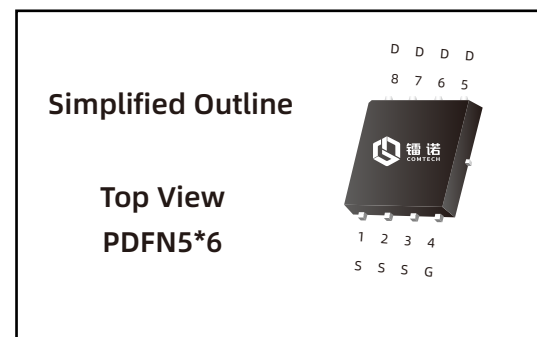 Simplified Outline
Top View
PDFN5*6
D D D D
8 7 6 5
镭诺
COMTECH
1 2 3 4
S S S G